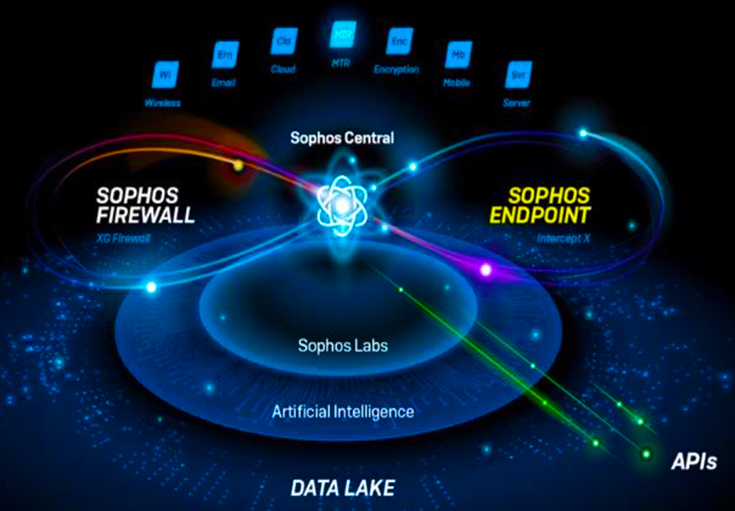 Wi
Em
Cld
MTR
Enc
Mb
Svr
Wireless
Email
Cloud
MTR
Encryption
Mobile
Server
Sophos Central
SOPHOS
FIREWALL
XG Firewall
SOPHOS
ENDPOINT
Intercept X
Sophos Labs
Artificial Intelligence
APIs
DATA LAKE